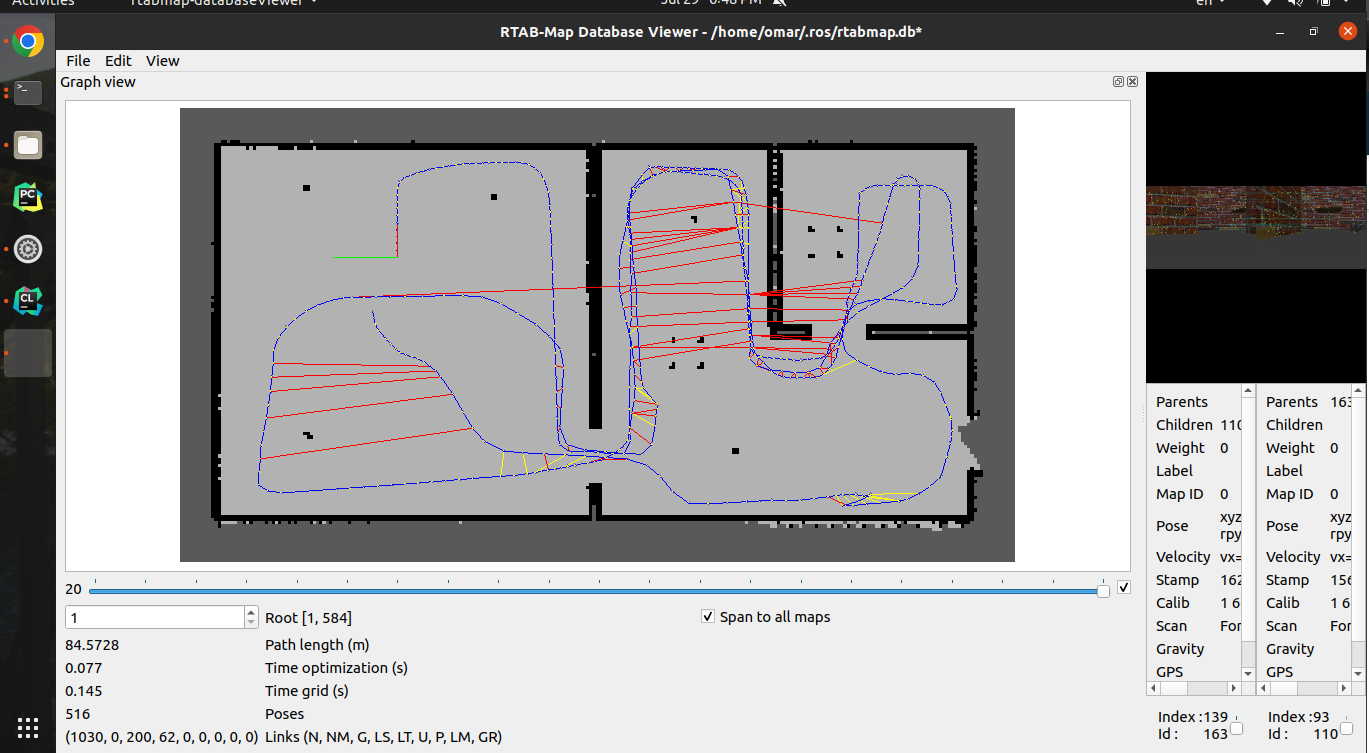 Activities rtabmap-databaseViewer Jul 29 6:48 PM en
RTAB-Map Database Viewer - /home/omar/.ros/rtabmap.db*
File Edit View
Graph view
PC
CL
20
1 Root [1, 584] Span to all maps
84.5728 Path length (m)
0.077 Time optimization (s)
0.145 Time grid (s)
516 Poses
(1030, 0, 200, 62, 0, 0, 0, 0, 0) Links (N, NM, G, LS, LT, U, P, LM, GR)
Parents
Children 110
Weight 0
Label
Map ID 0
Pose xyz
rpy
Velocity vx=
Stamp 162
Calib 1 6
Scan For
Gravity
GPS
Index :139
Id : 163
Parents 163
Children
Weight 0
Label
Map ID 0
Pose xyz
rpy
Velocity vx=
Stamp 156
Calib 1 6
Scan For
Gravity
GPS
Index :93
Id : 110